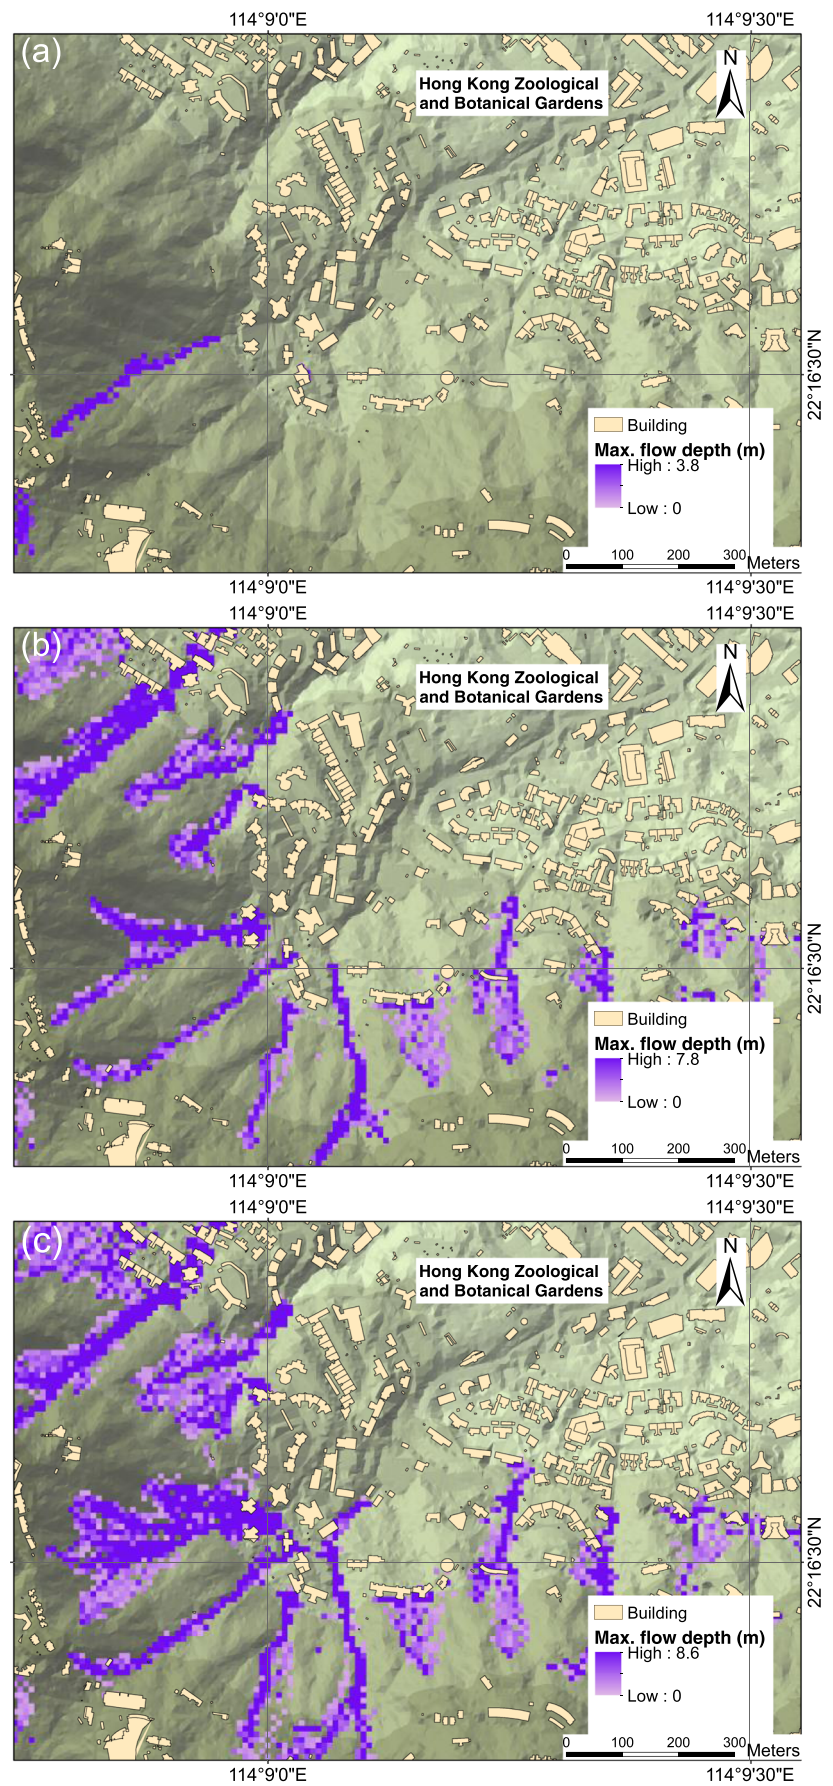 114°9'0"E 114°9'30"E
(a)
N
Hong Kong Zoological
and Botanical Gardens
22°16'30"N
Building
Max. flow depth (m)
High : 3.8
Low : 0
0 100 200 300
Meters
114°9'0"E 114°9'30"E
114°9'0"E 114°9'30"E
(b)
N
Hong Kong Zoological
and Botanical Gardens
22°16'30"N
Building
Max. flow depth (m)
High : 7.8
Low : 0
0 100 200 300
Meters
114°9'0"E 114°9'30"E
114°9'0"E 114°9'30"E
(c)
N
Hong Kong Zoological
and Botanical Gardens
22°16'30"N
Building
Max. flow depth (m)
High : 8.6
Low : 0
0 100 200 300
Meters
114°9'0"E 114°9'30"E